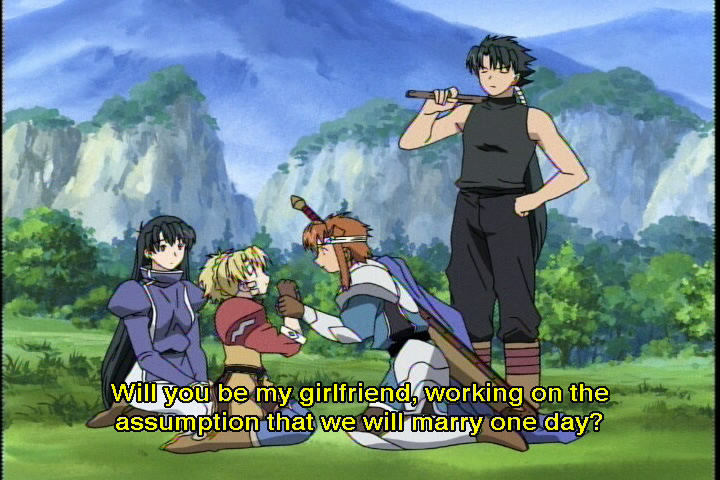 Will you be my girlfriend, working on the
assumption that we will marry one day?